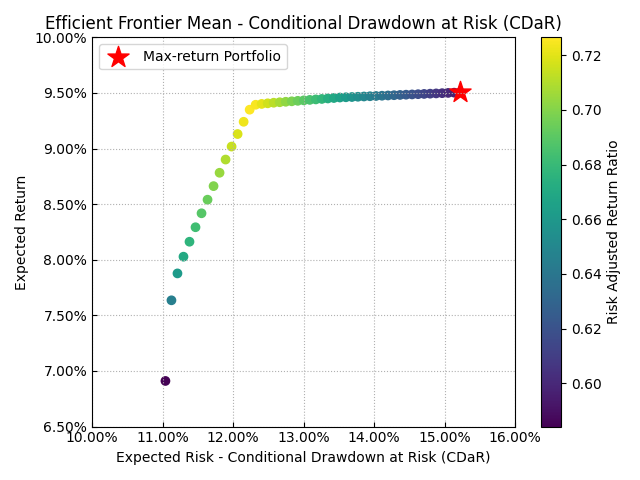 Efficient Frontier Mean - Conditional Drawdown at Risk (CDaR)
Max-return Portfolio
Expected Return
10.00%
9.50%
9.00%
8.50%
8.00%
7.50%
7.00%
6.50%
10.00% 11.00% 12.00% 13.00% 14.00% 15.00% 16.00%
Expected Risk - Conditional Drawdown at Risk (CDaR)
0.72
0.70
0.68
0.66
0.64
0.62
0.60
Risk Adjusted Return Ratio